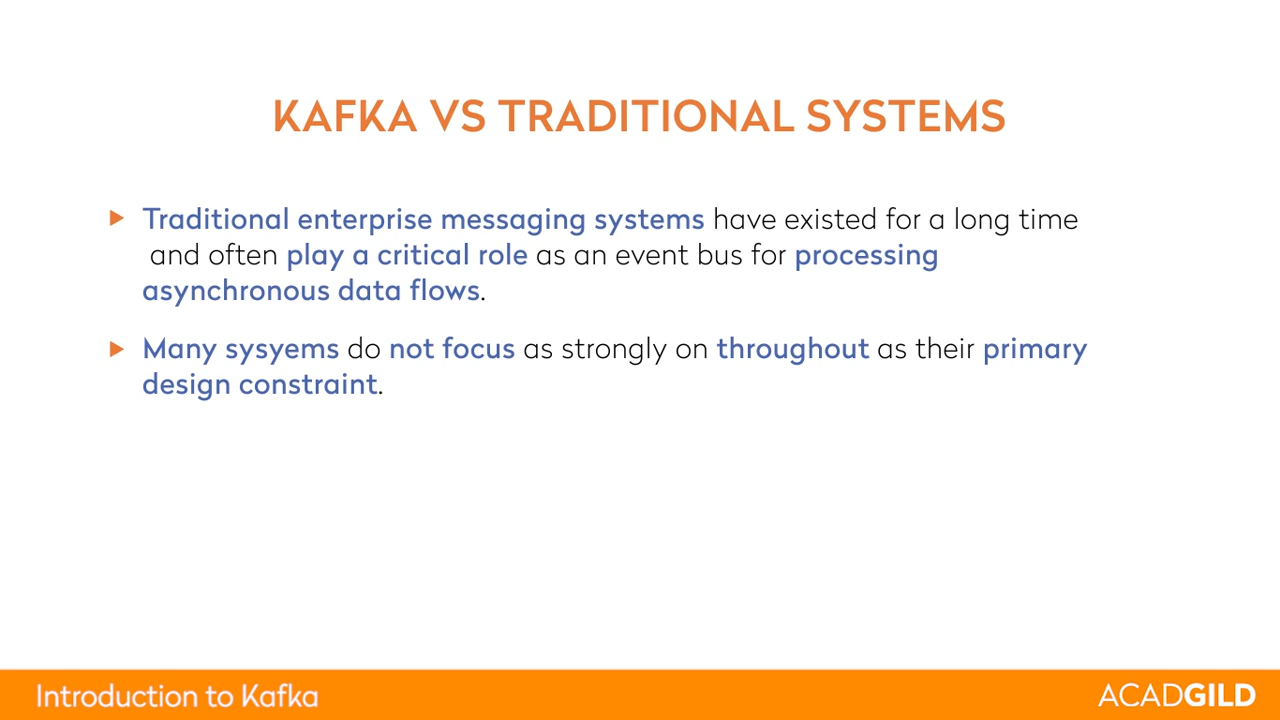 KAFKA VS TRADITIONAL SYSTEMS
Traditional enterprise messaging systems have existed for a long time
and often play a critical role as an event bus for processing
asynchronous data flows.
Many sysyems do not focus as strongly on throughout as their primary
design constraint.
Introduction to Kafka
ACADGILD